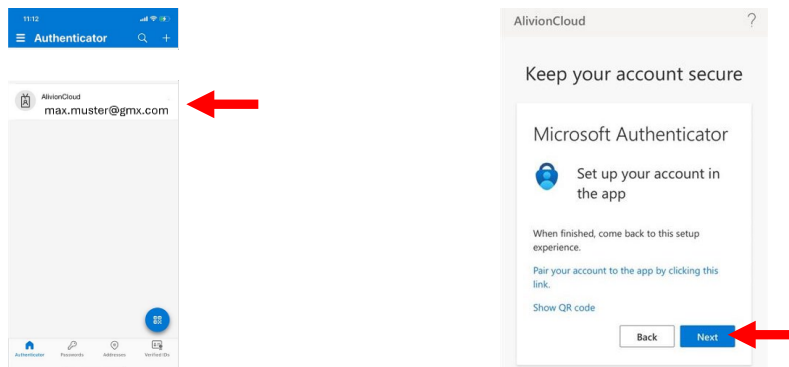 11:12
Authenticator
AlivionCloud
max.muster@gmx.com
Authenticator Passwords Addresses Verified IDs
AlivionCloud ?
Keep your account secure
Microsoft Authenticator
Set up your account in
the app
When finished, come back to this setup
experience.
Pair your account to the app by clicking this
link.
Show QR code
Back Next